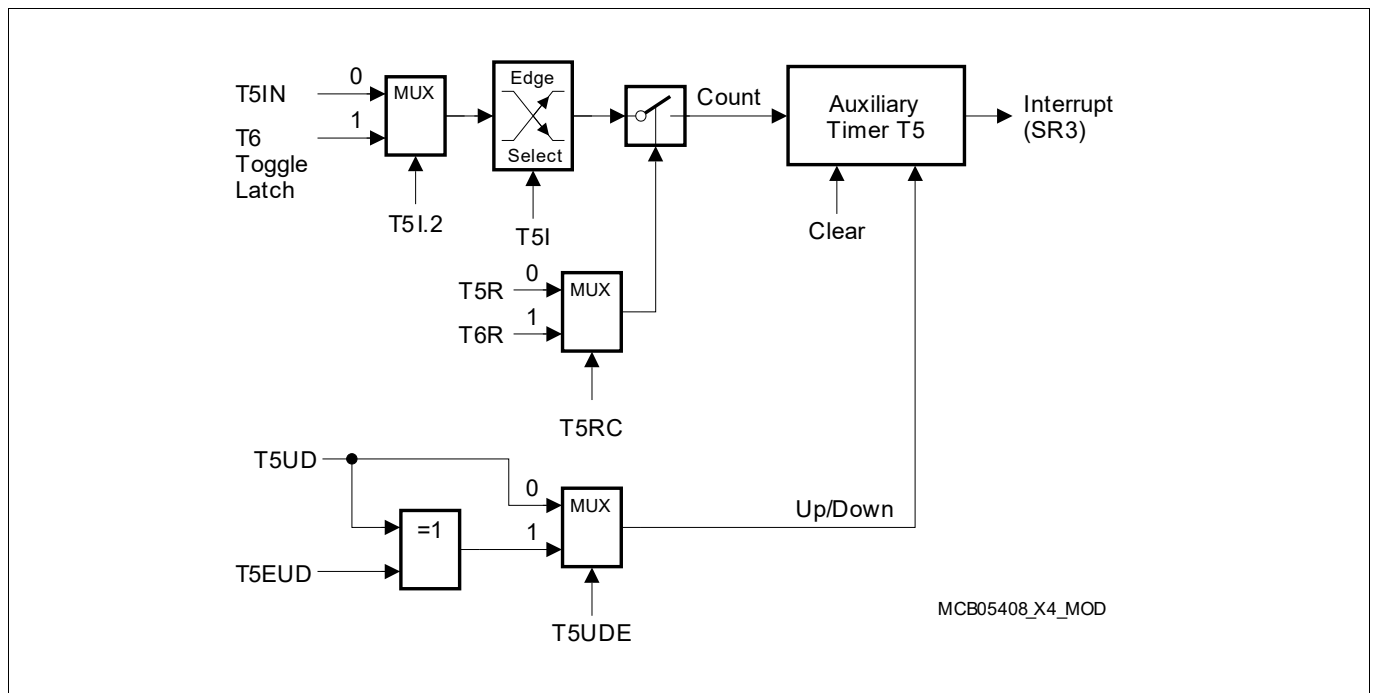 T5IN
0
MUX
T6
Toggle
Latch
1
T5I.2
Edge
Select
T5I
Count
Auxiliary
Timer T5
Interrupt
(SR3)
Clear
T5R
0
MUX
T6R
1
T5RC
T5UD
0
MUX
Up/Down
=1
1
T5EUD
T5UDE
MCB05408_X4_MOD